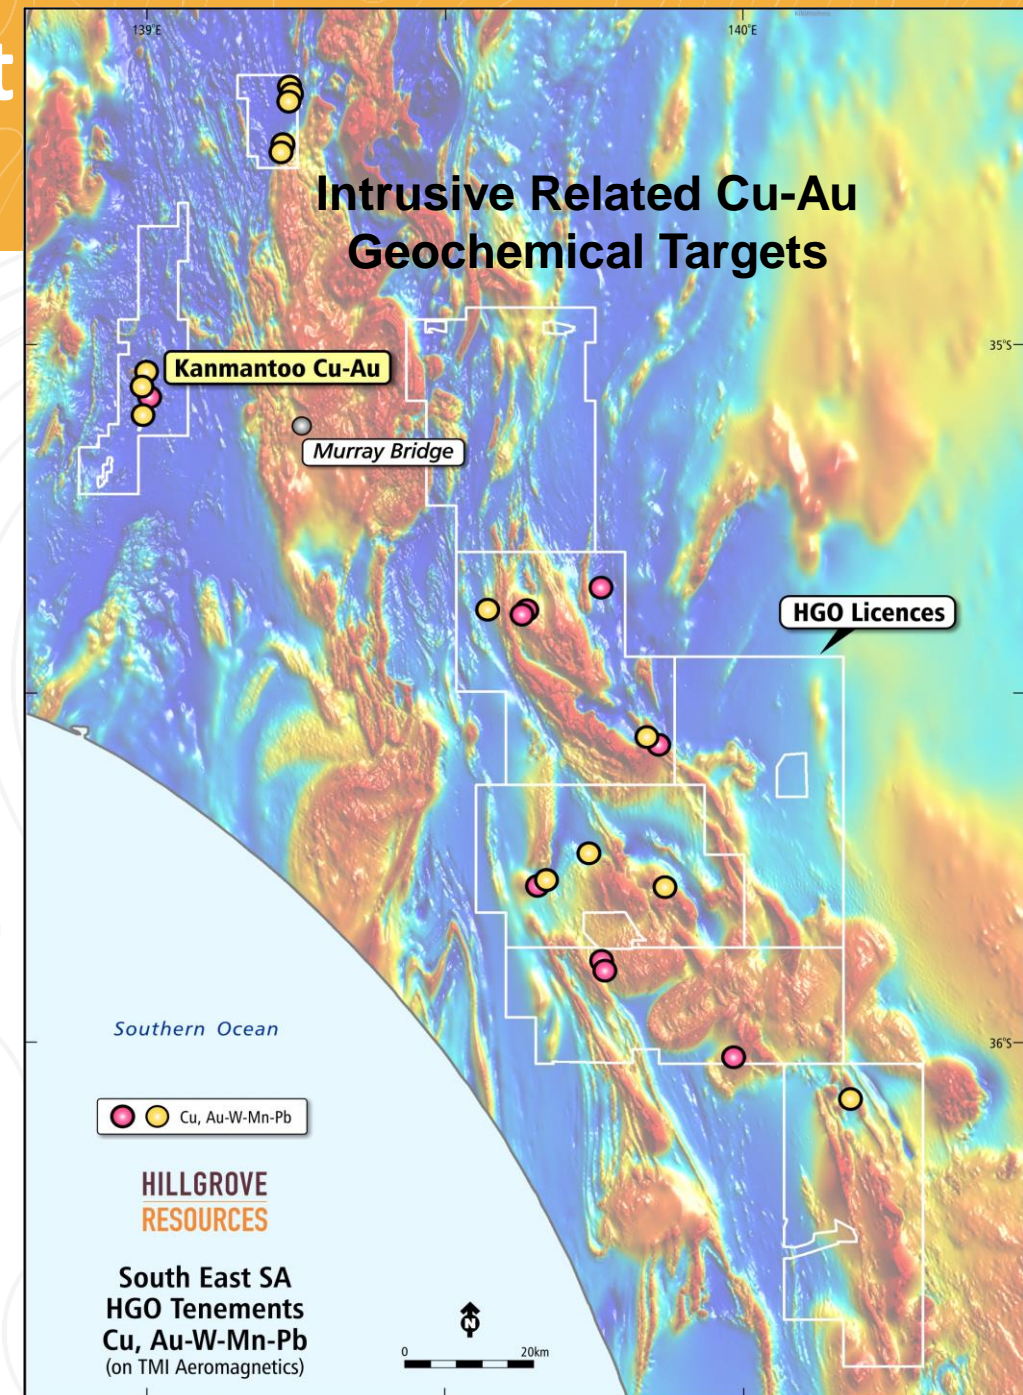 t
139°E
140°E
Kilometres
Intrusive Related Cu-Au
Geochemical Targets
35°S
Kanmantoo Cu-Au
Murray Bridge
HGO Licences
Southern Ocean
36°S
Cu, Au-W-Mn-Pb
HILLGROVE
RESOURCES
South East SA
HGO Tenements
Cu, Au-W-Mn-Pb
(on TMI Aeromagnetics)
N
0 20km